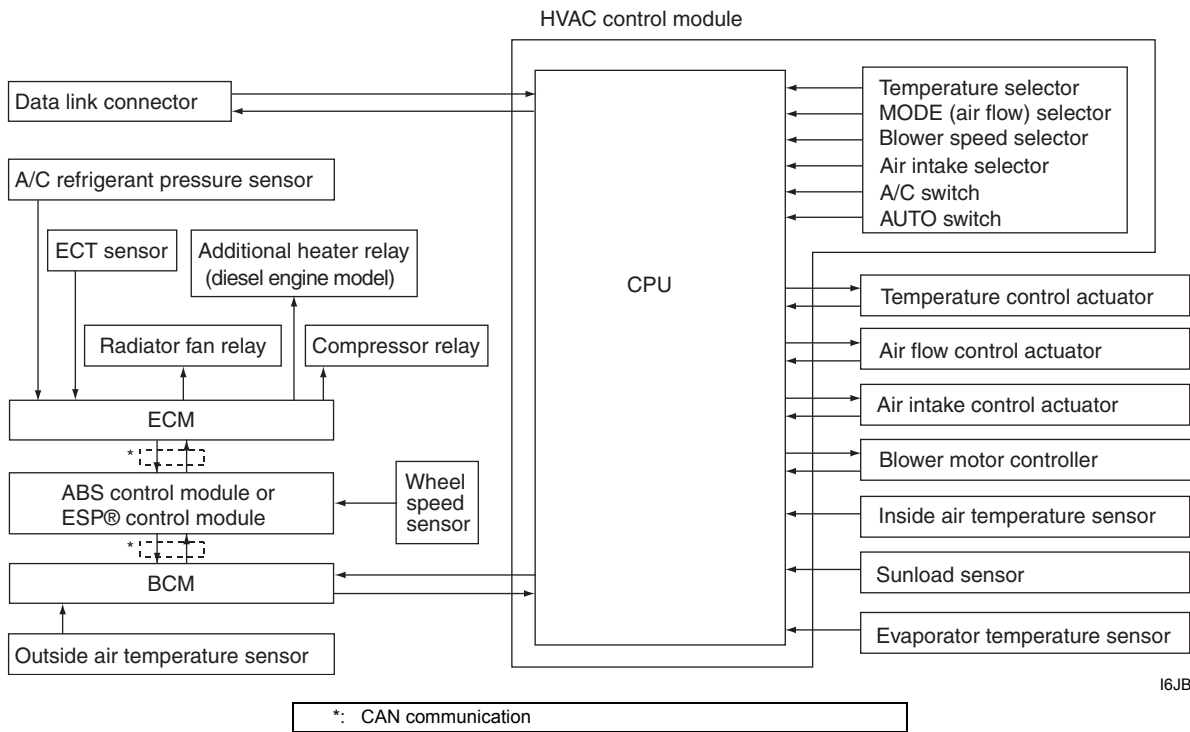 HVAC control module
Data link connector
A/C refrigerant pressure sensor
ECT sensor
Additional heater relay
(diesel engine model)
Radiator fan relay
Compressor relay
ECM
*
ABS control module or
ESP® control module
Wheel
speed
sensor
*
BCM
Outside air temperature sensor
CPU
Temperature selector
MODE (air flow) selector
Blower speed selector
Air intake selector
A/C switch
AUTO switch
Temperature control actuator
Air flow control actuator
Air intake control actuator
Blower motor controller
Inside air temperature sensor
Sunload sensor
Evaporator temperature sensor
I6JB
*: CAN communication